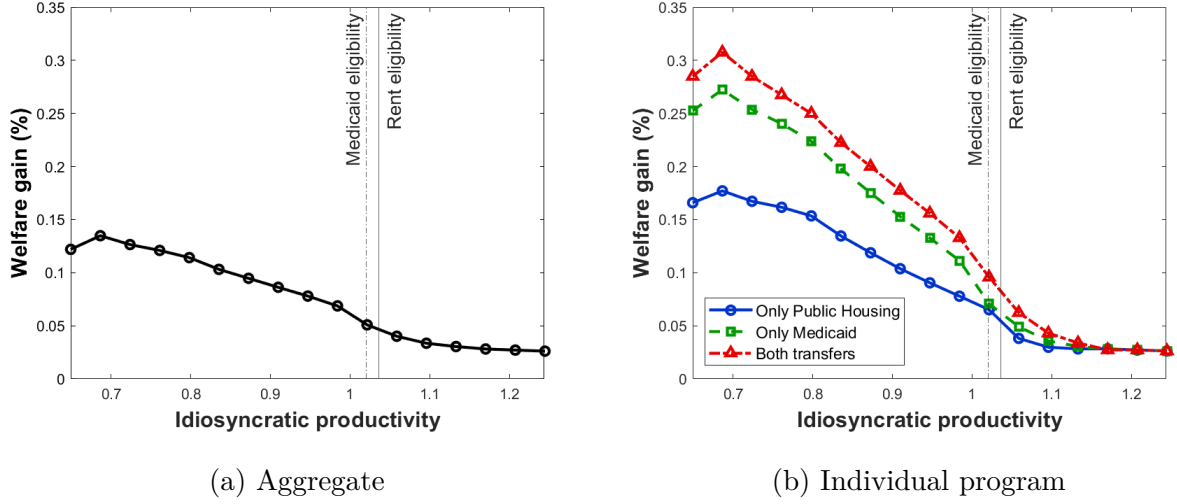 0.35
0.3
0.25
0.2
0.15
0.1
0.05
0
Welfare gain (%)
Medicaid eligibility
Rent eligibility
0.7
0.8
0.9
1
1.1
1.2
Idiosyncratic productivity
(a) Aggregate
0.35
0.3
0.25
0.2
0.15
0.1
0.05
0
Welfare gain (%)
Medicaid eligibility
Rent eligibility
Only Public Housing
Only Medicaid
Both transfers
0.7
0.8
0.9
1
1.1
1.2
Idiosyncratic productivity
(b) Individual program